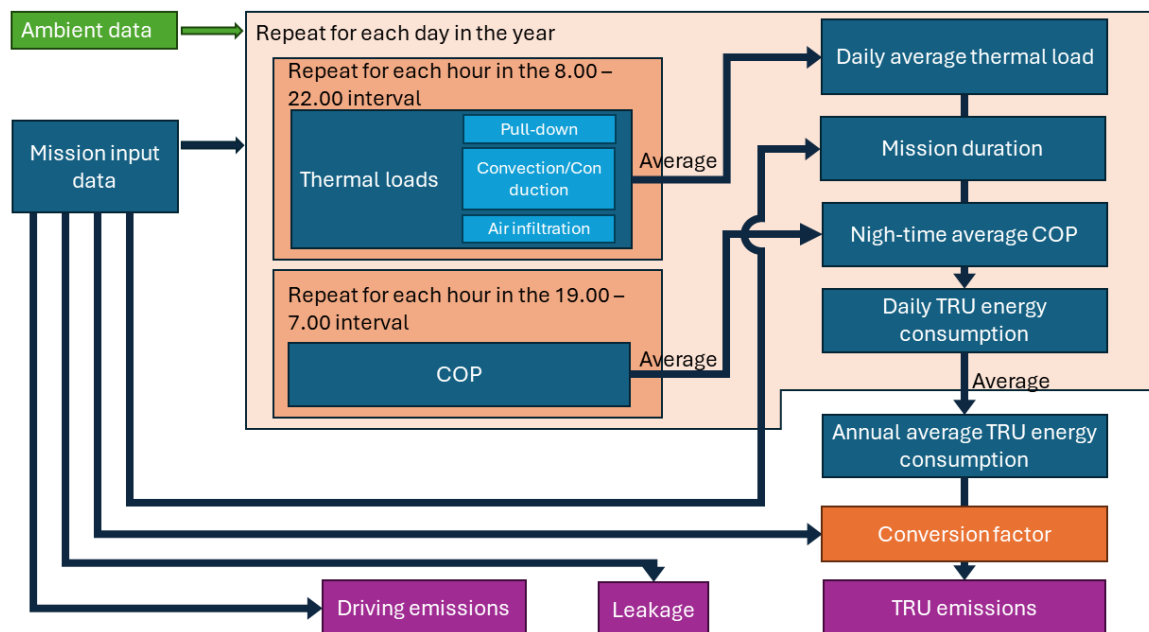 Ambient data
Repeat for each day in the year
Repeat for each hour in the 8.00 –
22.00 interval
Thermal loads
Pull-down
Convection/Con
duction
Air infiltration
Average
Daily average thermal load
Mission input
data
Mission duration
Nigh-time average COP
Repeat for each hour in the 19.00 –
7.00 interval
COP
Average
Daily TRU energy
consumption
Average
Annual average TRU energy
consumption
Conversion factor
Driving emissions
Leakage
TRU emissions